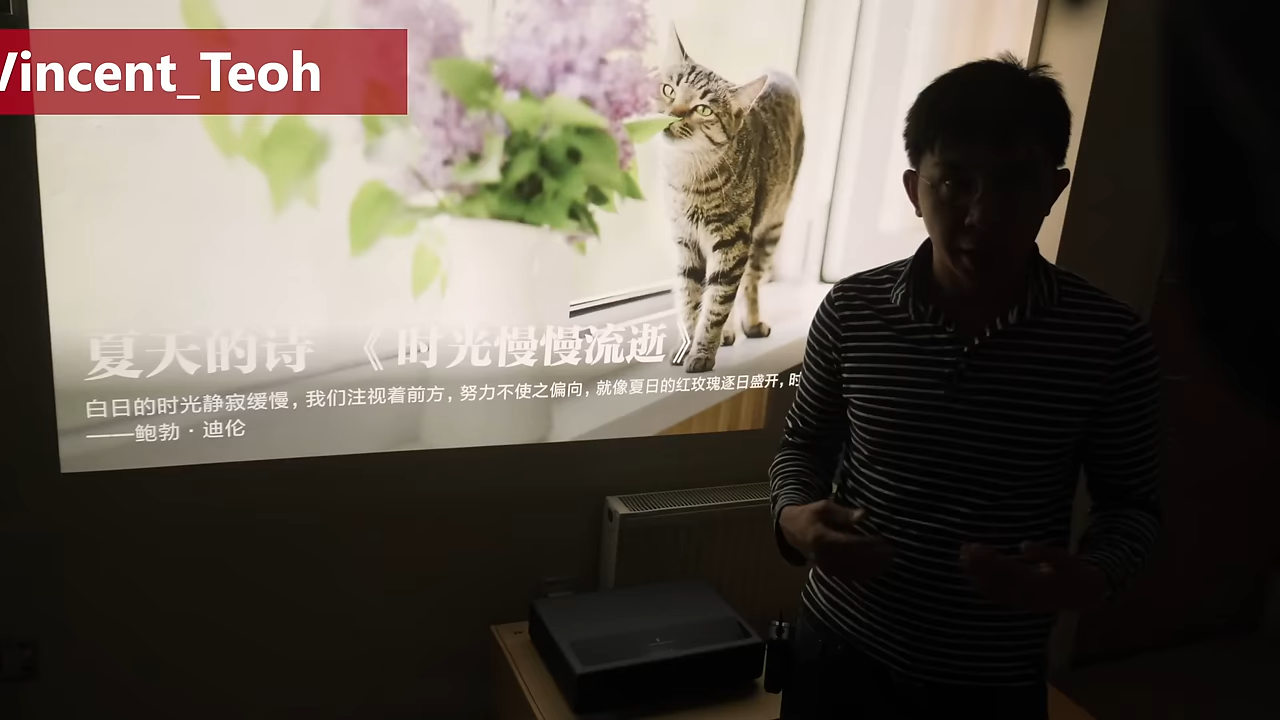 Vincent_Teoh
夏天的诗 《时光慢慢流逝》
白日的时光静寂缓慢，我们注视着前方，努力不使之偏向，就像夏日的红玫瑰逐日盛开，时
——鲍勃·迪伦